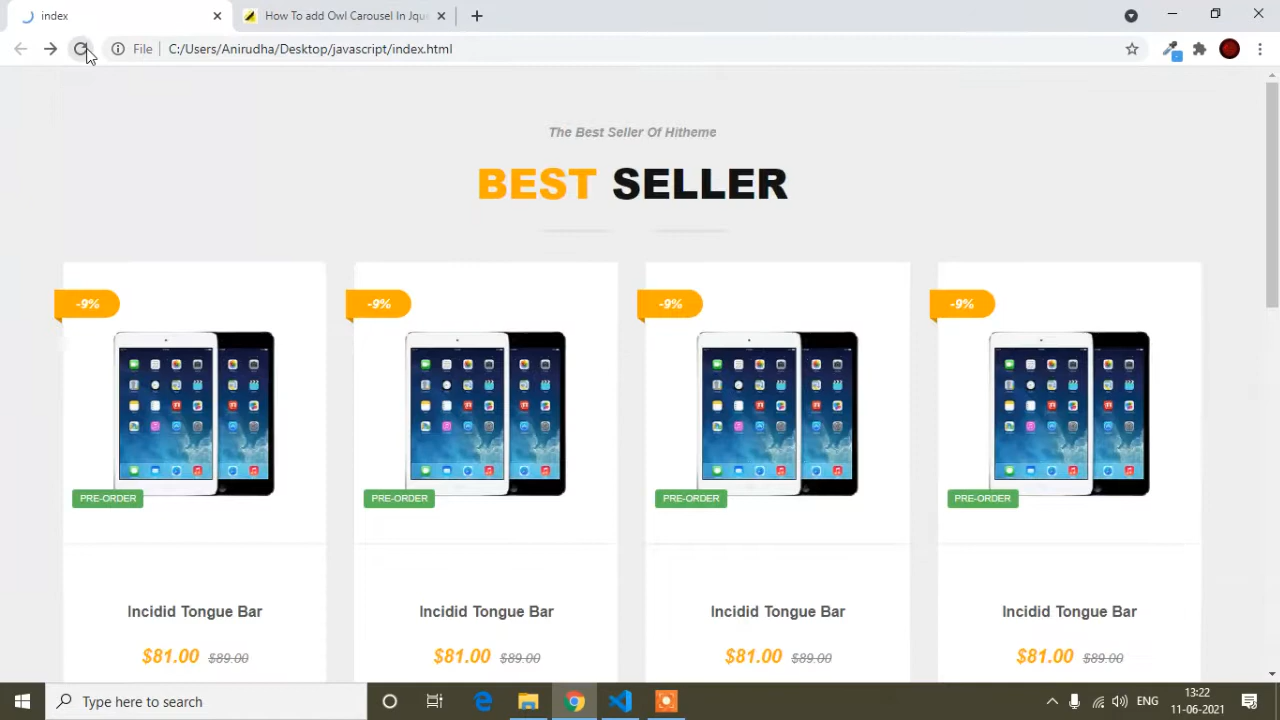 index
How To add Owl Carousel In Jqu
File
C:/Users/Anirudha/Desktop/javascript/index.html
The Best Seller Of Hitheme
BEST SELLER
-9% -9% -9% -9%
PRE-ORDER PRE-ORDER PRE-ORDER PRE-ORDER
Incidid Tongue Bar Incidid Tongue Bar Incidid Tongue Bar Incidid Tongue Bar
$81.00 $89.00 $81.00 $89.00 $81.00 $89.00 $81.00 $89.00
Type here to search
ENG
13:22
11-06-2021